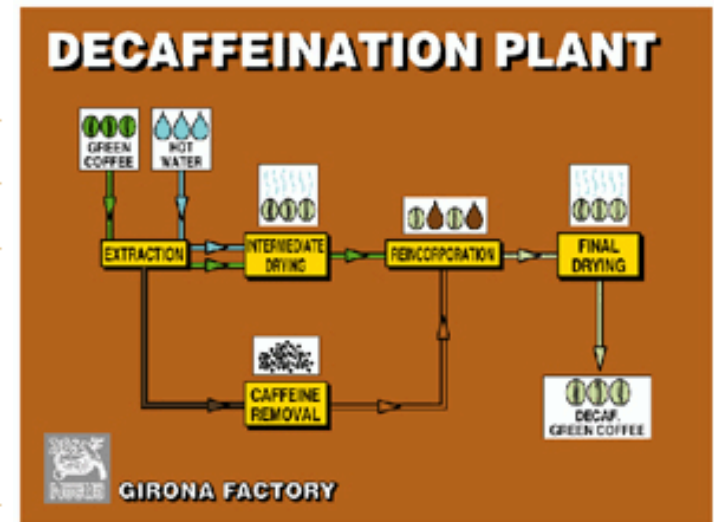 DECAFFEINATION PLANT
GREEN
COFFEE
HOT
WATER
EXTRACTION
INTERMEDIATE
DRYING
REINCORPORATION
FINAL
DRYING
CAFFEINE
REMOVAL
DECAF.
GREEN COFFEE
GIRONA FACTORY